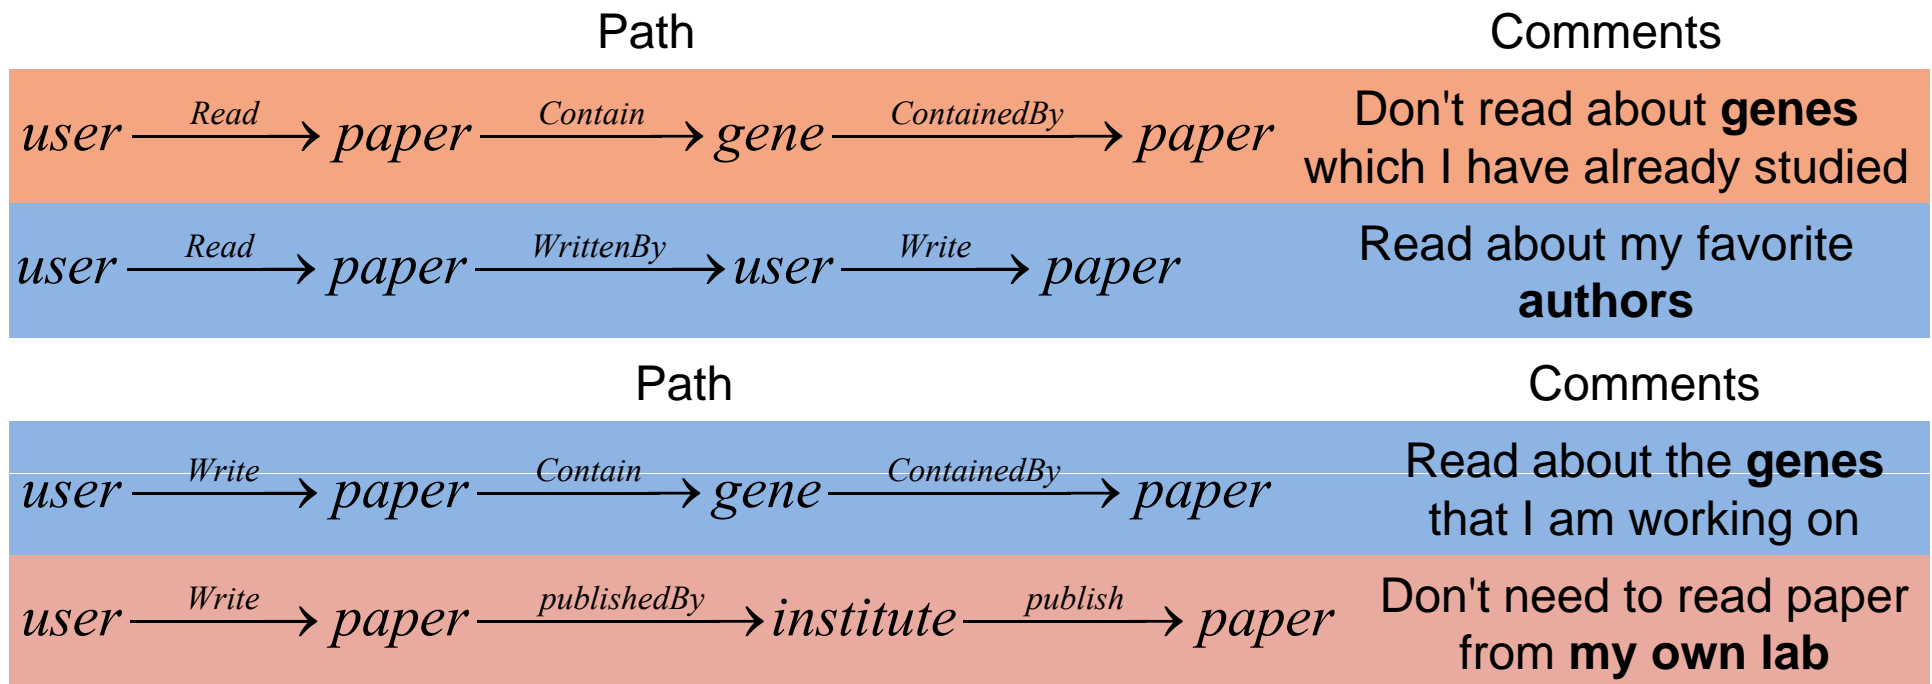 Path Comments
user Read paper Contain gene ContainedBy paper Don't read about genes
which I have already studied
user Read paper WrittenBy user Write paper Read about my favorite
authors
Path Comments
user Write paper Contain gene ContainedBy paper Read about the genes
that I am working on
user Write paper publishedBy institute publish paper Don't need to read paper
from my own lab